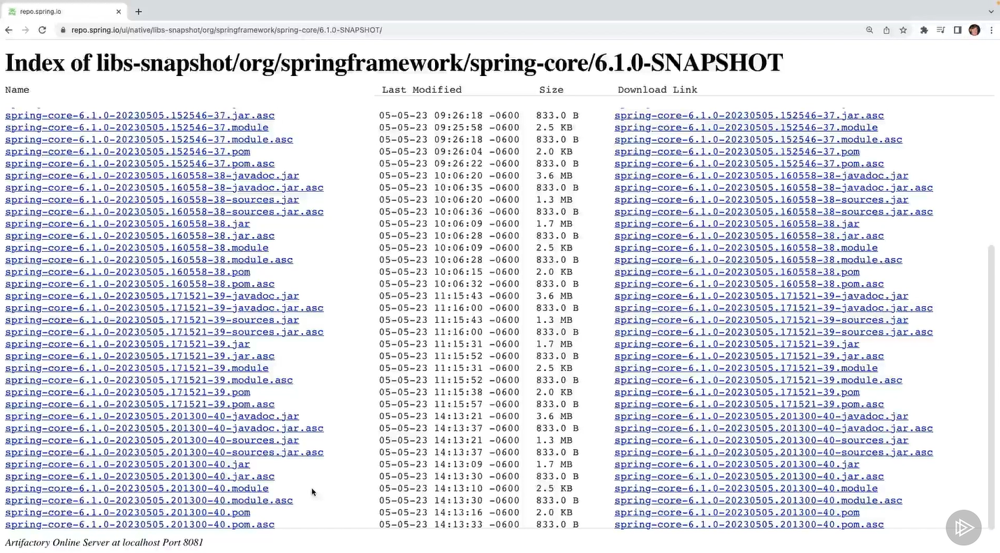 repo.spring.io
repo.spring.io/ui/native/libs-snapshot/org/springframework/spring-core/6.1.0-SNAPSHOT/
Index of libs-snapshot/org/springframework/spring-core/6.1.0-SNAPSHOT
Name Last Modified Size Download Link
spring-core-6.1.0-20230505.152546-37.jar.asc 05-05-23 09:26:18 -0600 833.0 B spring-core-6.1.0-20230505.152546-37.jar.asc
spring-core-6.1.0-20230505.152546-37.module 05-05-23 09:25:58 -0600 2.5 KB spring-core-6.1.0-20230505.152546-37.module
spring-core-6.1.0-20230505.152546-37.module.asc 05-05-23 09:26:18 -0600 833.0 B spring-core-6.1.0-20230505.152546-37.module.asc
spring-core-6.1.0-20230505.152546-37.pom 05-05-23 09:26:04 -0600 2.0 KB spring-core-6.1.0-20230505.152546-37.pom
spring-core-6.1.0-20230505.152546-37.pom.asc 05-05-23 09:26:22 -0600 833.0 B spring-core-6.1.0-20230505.152546-37.pom.asc
spring-core-6.1.0-20230505.160558-38-javadoc.jar 05-05-23 10:06:20 -0600 3.6 MB spring-core-6.1.0-20230505.160558-38-javadoc.jar
spring-core-6.1.0-20230505.160558-38-javadoc.jar.asc 05-05-23 10:06:35 -0600 833.0 B spring-core-6.1.0-20230505.160558-38-javadoc.jar.asc
spring-core-6.1.0-20230505.160558-38-sources.jar 05-05-23 10:06:20 -0600 1.3 MB spring-core-6.1.0-20230505.160558-38-sources.jar
spring-core-6.1.0-20230505.160558-38-sources.jar.asc 05-05-23 10:06:36 -0600 833.0 B spring-core-6.1.0-20230505.160558-38-sources.jar.asc
spring-core-6.1.0-20230505.160558-38.jar 05-05-23 10:06:09 -0600 1.7 MB spring-core-6.1.0-20230505.160558-38.jar
spring-core-6.1.0-20230505.160558-38.jar.asc 05-05-23 10:06:28 -0600 833.0 B spring-core-6.1.0-20230505.160558-38.jar.asc
spring-core-6.1.0-20230505.160558-38.module 05-05-23 10:06:09 -0600 2.5 KB spring-core-6.1.0-20230505.160558-38.module
spring-core-6.1.0-20230505.160558-38.module.asc 05-05-23 10:06:28 -0600 833.0 B spring-core-6.1.0-20230505.160558-38.module.asc
spring-core-6.1.0-20230505.160558-38.pom 05-05-23 10:06:15 -0600 2.0 KB spring-core-6.1.0-20230505.160558-38.pom
spring-core-6.1.0-20230505.160558-38.pom.asc 05-05-23 10:06:32 -0600 833.0 B spring-core-6.1.0-20230505.160558-38.pom.asc
spring-core-6.1.0-20230505.171521-39-javadoc.jar 05-05-23 11:15:43 -0600 3.6 MB spring-core-6.1.0-20230505.171521-39-javadoc.jar
spring-core-6.1.0-20230505.171521-39-javadoc.jar.asc 05-05-23 11:16:00 -0600 833.0 B spring-core-6.1.0-20230505.171521-39-javadoc.jar.asc
spring-core-6.1.0-20230505.171521-39-sources.jar 05-05-23 11:15:43 -0600 1.3 MB spring-core-6.1.0-20230505.171521-39-sources.jar
spring-core-6.1.0-20230505.171521-39-sources.jar.asc 05-05-23 11:16:00 -0600 833.0 B spring-core-6.1.0-20230505.171521-39-sources.jar.asc
spring-core-6.1.0-20230505.171521-39.jar 05-05-23 11:15:31 -0600 1.7 MB spring-core-6.1.0-20230505.171521-39.jar
spring-core-6.1.0-20230505.171521-39.jar.asc 05-05-23 11:15:52 -0600 833.0 B spring-core-6.1.0-20230505.171521-39.jar.asc
spring-core-6.1.0-20230505.171521-39.module 05-05-23 11:15:31 -0600 2.5 KB spring-core-6.1.0-20230505.171521-39.module
spring-core-6.1.0-20230505.171521-39.module.asc 05-05-23 11:15:52 -0600 833.0 B spring-core-6.1.0-20230505.171521-39.module.asc
spring-core-6.1.0-20230505.171521-39.pom 05-05-23 11:15:38 -0600 2.0 KB spring-core-6.1.0-20230505.171521-39.pom
spring-core-6.1.0-20230505.171521-39.pom.asc 05-05-23 11:15:57 -0600 833.0 B spring-core-6.1.0-20230505.171521-39.pom.asc
spring-core-6.1.0-20230505.201300-40-javadoc.jar 05-05-23 14:13:21 -0600 3.6 MB spring-core-6.1.0-20230505.201300-40-javadoc.jar
spring-core-6.1.0-20230505.201300-40-javadoc.jar.asc 05-05-23 14:13:37 -0600 833.0 B spring-core-6.1.0-20230505.201300-40-javadoc.jar.asc
spring-core-6.1.0-20230505.201300-40-sources.jar 05-05-23 14:13:21 -0600 1.3 MB spring-core-6.1.0-20230505.201300-40-sources.jar
spring-core-6.1.0-20230505.201300-40-sources.jar.asc 05-05-23 14:13:37 -0600 833.0 B spring-core-6.1.0-20230505.201300-40-sources.jar.asc
spring-core-6.1.0-20230505.201300-40.jar 05-05-23 14:13:09 -0600 1.7 MB spring-core-6.1.0-20230505.201300-40.jar
spring-core-6.1.0-20230505.201300-40.jar.asc 05-05-23 14:13:30 -0600 833.0 B spring-core-6.1.0-20230505.201300-40.jar.asc
spring-core-6.1.0-20230505.201300-40.module 05-05-23 14:13:10 -0600 2.5 KB spring-core-6.1.0-20230505.201300-40.module
spring-core-6.1.0-20230505.201300-40.module.asc 05-05-23 14:13:30 -0600 833.0 B spring-core-6.1.0-20230505.201300-40.module.asc
spring-core-6.1.0-20230505.201300-40.pom 05-05-23 14:13:16 -0600 2.0 KB spring-core-6.1.0-20230505.201300-40.pom
spring-core-6.1.0-20230505.201300-40.pom.asc 05-05-23 14:13:33 -0600 833.0 B spring-core-6.1.0-20230505.201300-40.pom.asc
Artifactory Online Server at localhost Port 8081